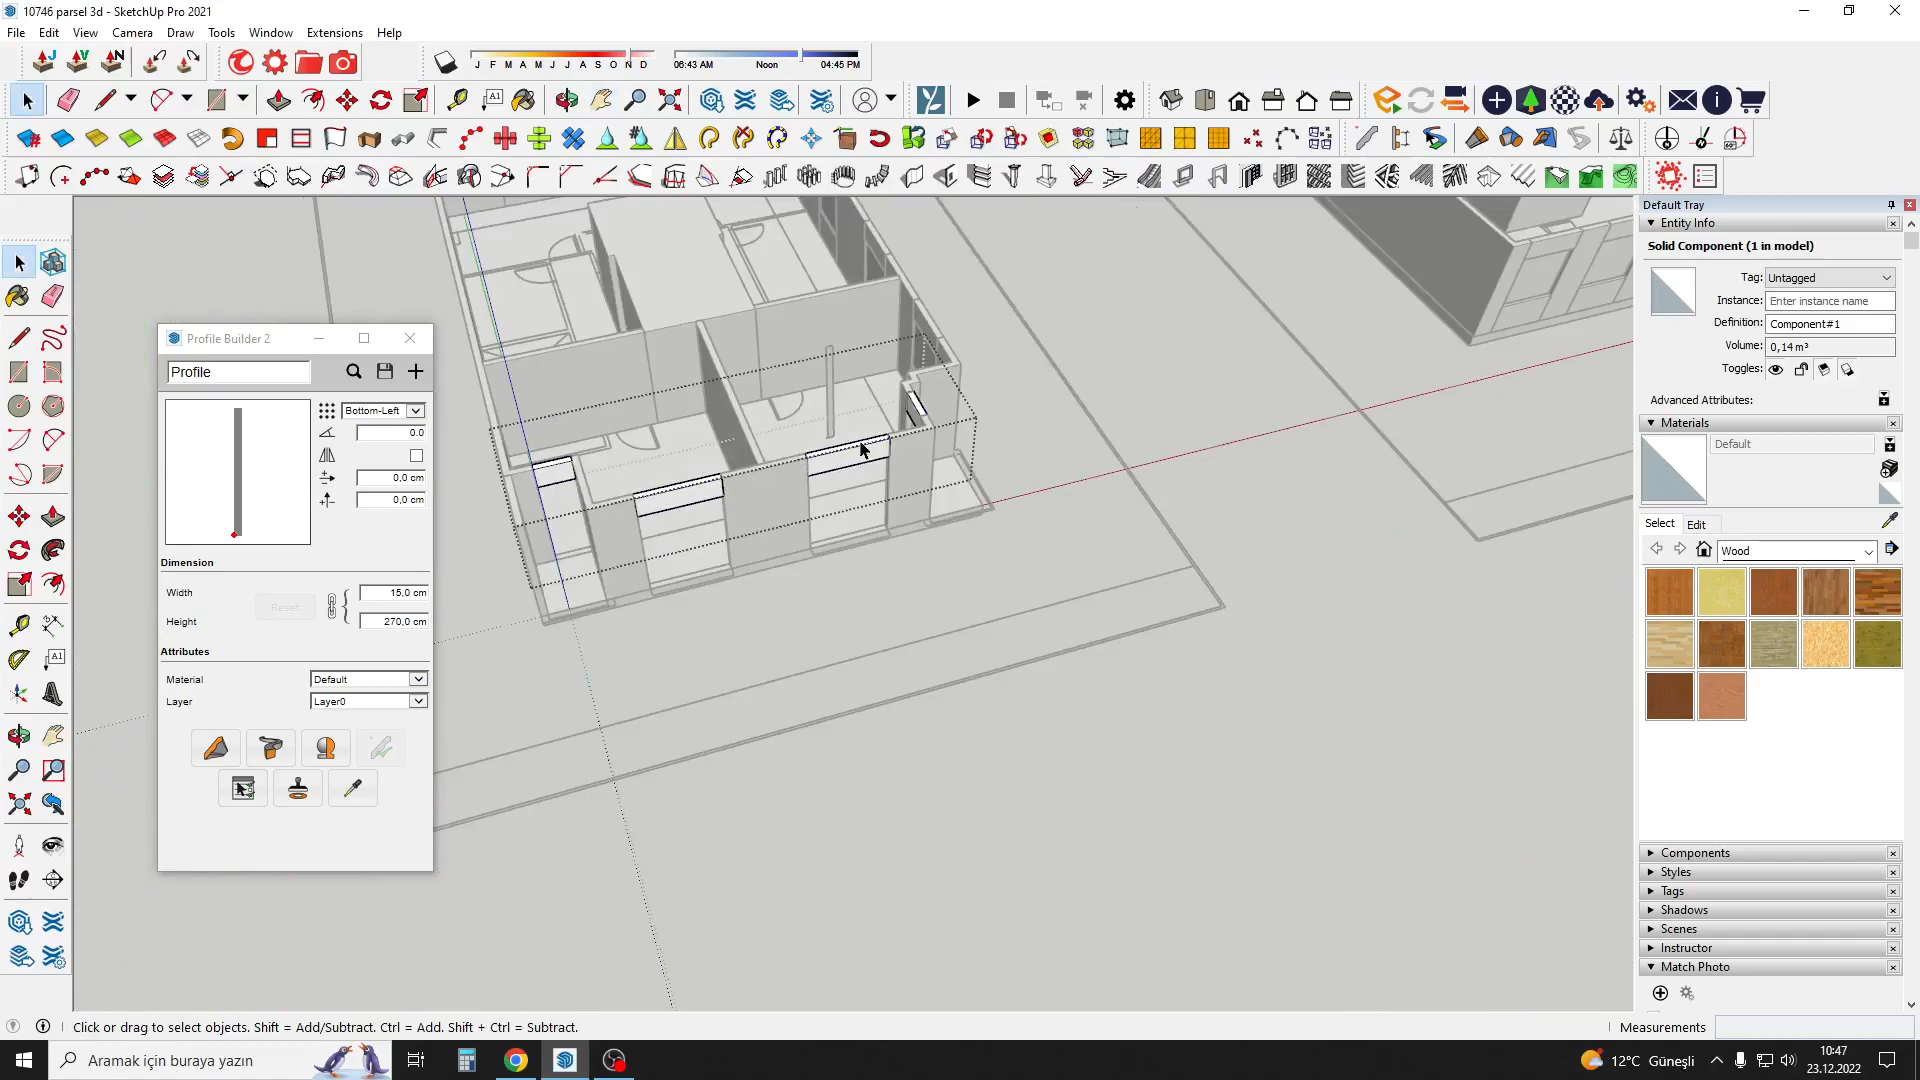 10746 parsel 3d - SketchUp Pro 2021
File Edit View Camera Draw Tools Window Extensions Help
J V N
J F M A M J J A S O N D
06:43 AM Noon 04:45 PM
A1
Default Tray
Entity Info
Solid Component (1 in model)
Tag: Untagged
Instance: Enter instance name
Definition: Component#1
Volume: 0,14 m³
Toggles:
Advanced Attributes:
Materials
Default
Select Edit
Wood
Components
Styles
Tags
Shadows
Scenes
Instructor
Match Photo
Profile Builder 2
Profile
Bottom-Left
0.0
0,0 cm
0,0 cm
Dimension
Width 15,0 cm
Reset
Height 270,0 cm
Attributes
Material Default
Layer Layer0
A1
Click or drag to select objects. Shift = Add/Subtract. Ctrl = Add. Shift + Ctrl = Subtract.
Measurements
Aramak için buraya yazın
12°C Güneşli
10:47
23.12.2022